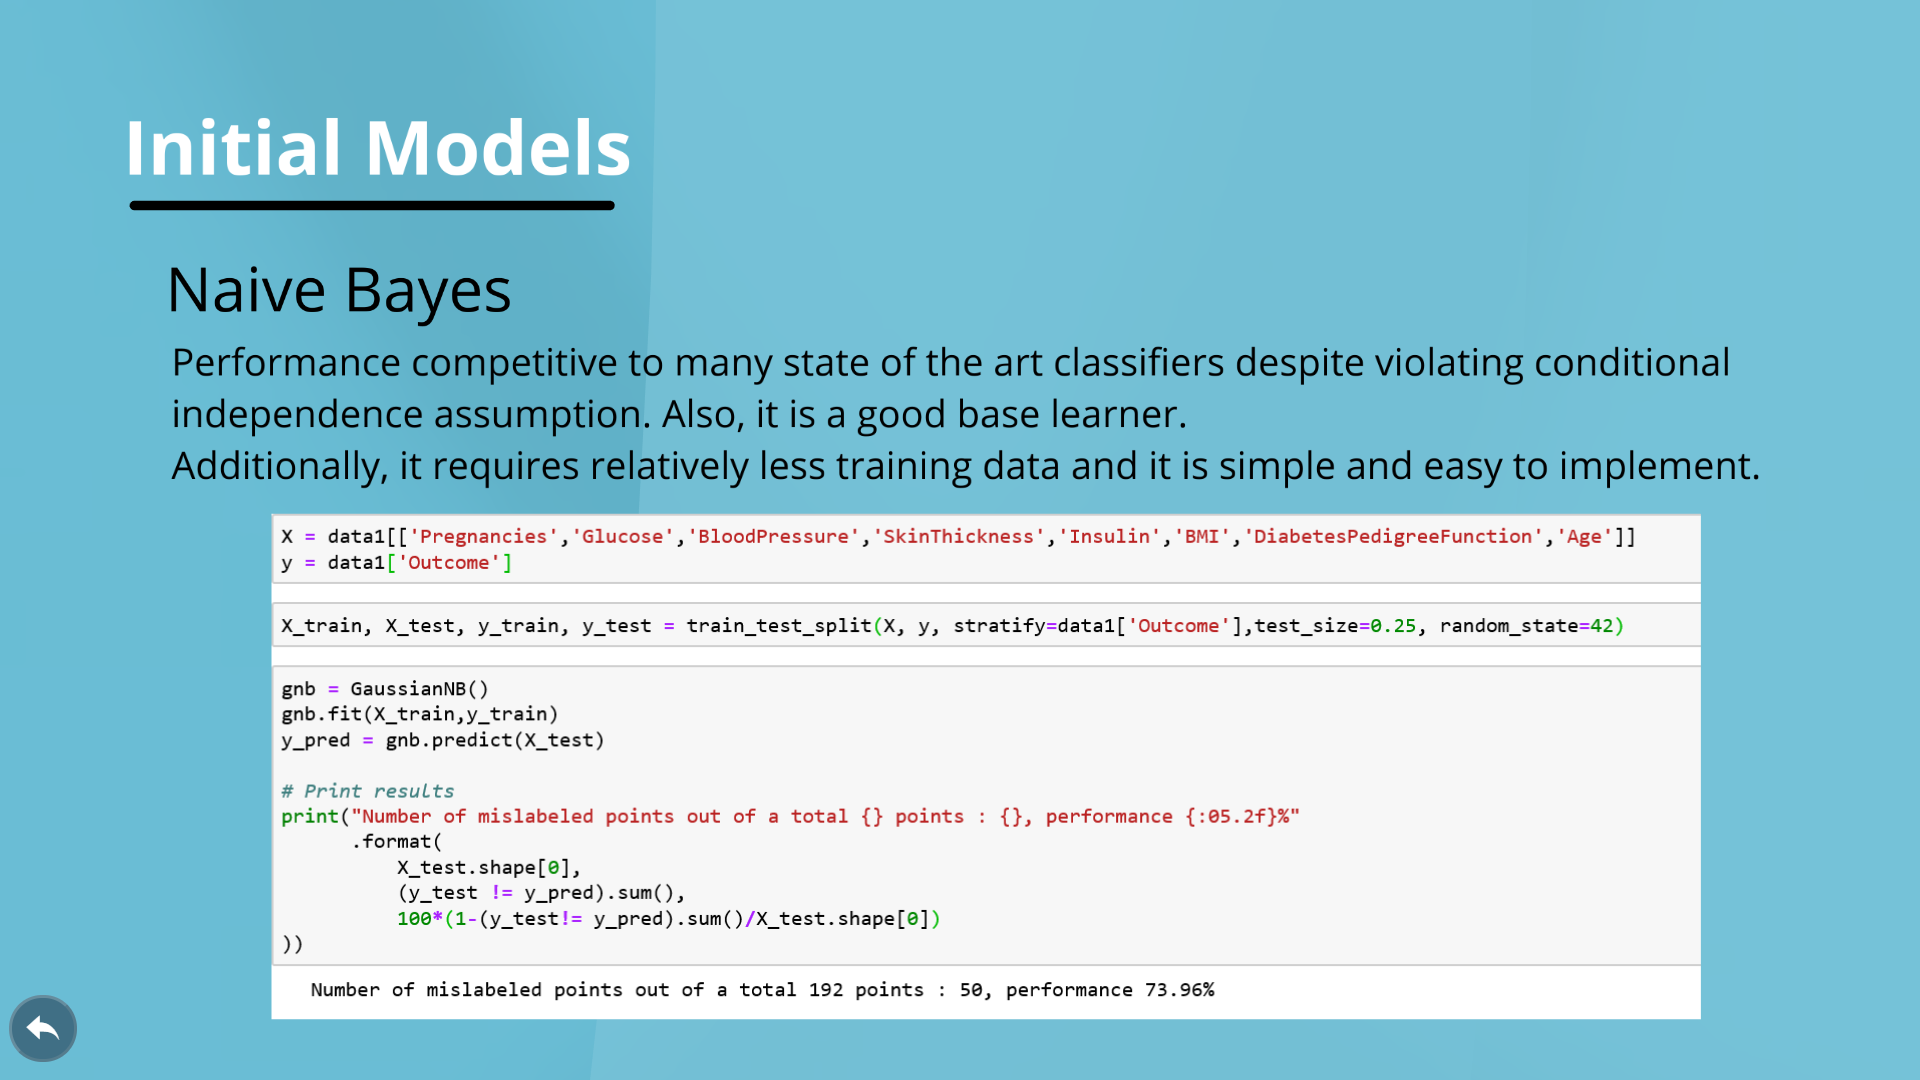 Initial Models
Naive Bayes
Performance competitive to many state of the art classifiers despite violating conditional
independence assumption. Also, it is a good base learner.
Additionally, it requires relatively less training data and it is simple and easy to implement.
X = data1[['Pregnancies','Glucose','BloodPressure','SkinThickness','Insulin','BMI','DiabetesPedigreeFunction','Age']]
y = data1['Outcome']
X_train, X_test, y_train, y_test = train_test_split(X, y, stratify=data1['Outcome'],test_size=0.25, random_state=42)
gnb = GaussianNB()
gnb.fit(X_train,y_train)
y_pred = gnb.predict(X_test)
# Print results
print("Number of mislabeled points out of a total {} points : {}, performance {:05.2f}%"
.format(
X_test.shape[0],
(y_test != y_pred).sum(),
100*(1-(y_test!= y_pred).sum()/X_test.shape[0])
))
Number of mislabeled points out of a total 192 points : 50, performance 73.96%